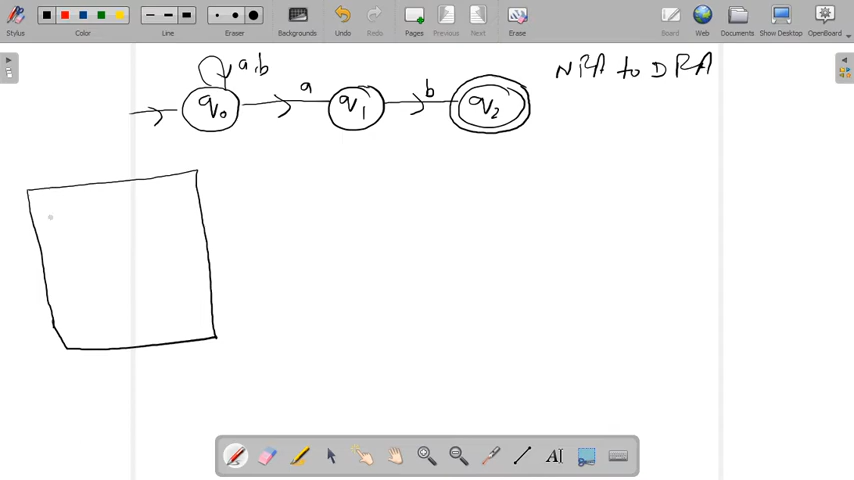 Stylus Color Line Eraser Backgrounds Undo Redo Pages Previous Next Erase Board Web Documents Show Desktop OpenBoard
a,b
NFA to DFA
q0 a q1 b q2